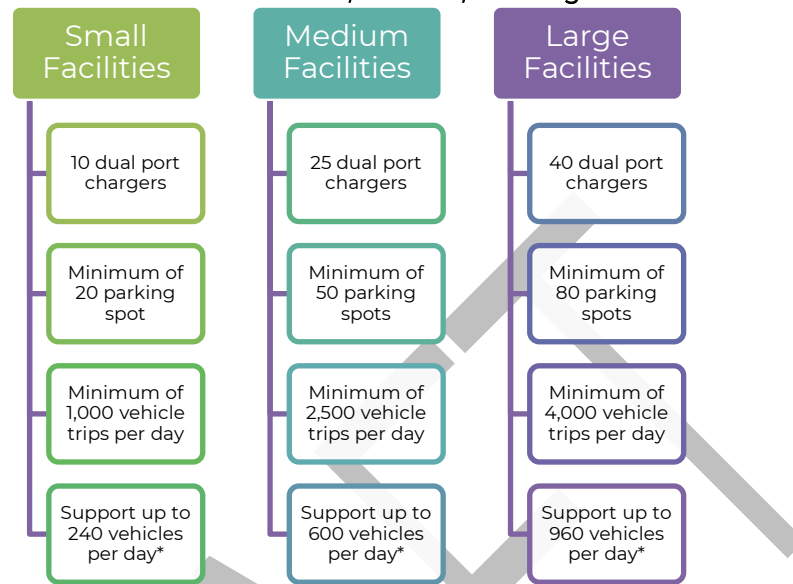 Small
Facilities
10 dual port
chargers
Minimum of
20 parking
spot
Minimum of
1,000 vehicle
trips per day
Support up to
240 vehicles
per day*
Medium
Facilities
25 dual port
chargers
Minimum of
50 parking
spots
Minimum of
2,500 vehicle
trips per day
Support up to
600 vehicles
per day*
Large
Facilities
40 dual port
chargers
Minimum of
80 parking
spots
Minimum of
4,000 vehicle
trips per day
Support up to
960 vehicles
per day*